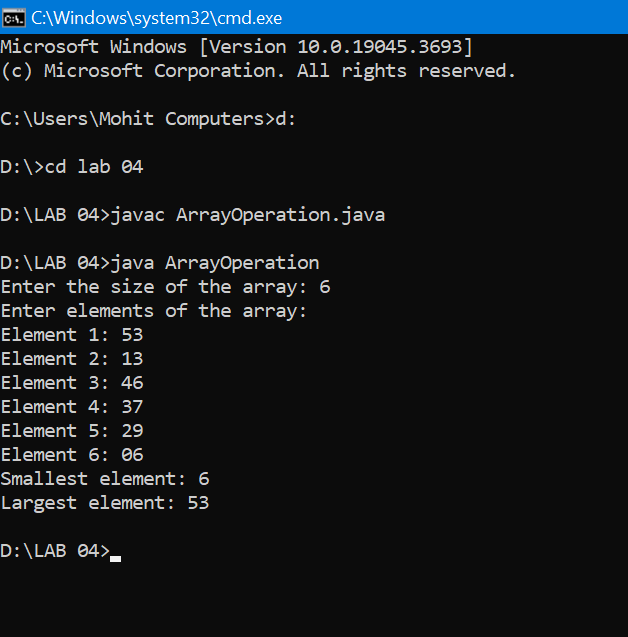 C:\Windows\system32\cmd.exe
Microsoft Windows [Version 10.0.19045.3693]
(c) Microsoft Corporation. All rights reserved.
C:\Users\Mohit Computers>d:
D:\>cd lab 04
D:\LAB 04>javac ArrayOperation.java
D:\LAB 04>java ArrayOperation
Enter the size of the array: 6
Enter elements of the array:
Element 1: 53
Element 2: 13
Element 3: 46
Element 4: 37
Element 5: 29
Element 6: 06
Smallest element: 6
Largest element: 53
D:\LAB 04>